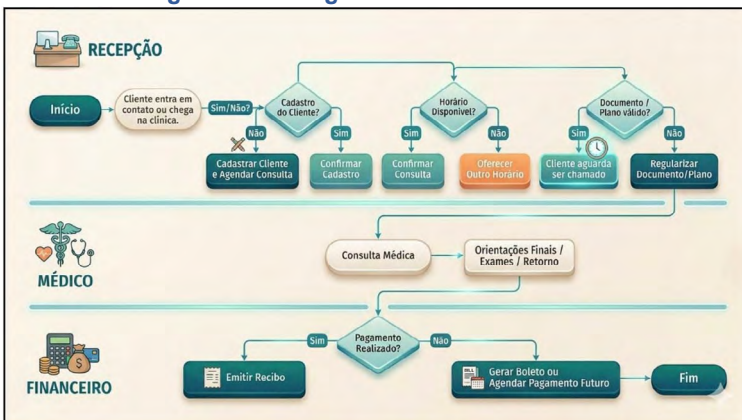 RECEPÇÃO
Início
Cliente entra em
contato ou chega
na clínica.
Sim/Não?
Cadastro
do Cliente?
Horário
Disponível?
Documento /
Plano válido?
Não
Sim
Sim
Não
Sim
Não
Cadastrar Cliente
e Agendar Consulta
Confirmar
Cadastro
Confirmar
Consulta
Oferecer
Outro Horário
Cliente aguarda
ser chamado
Regularizar
Documento/Plano
MÉDICO
Consulta Médica
Orientações Finais /
Exames / Retorno
FINANCEIRO
Sim
Pagamento
Realizado?
Não
Emitir Recibo
BILL
Gerar Boleto ou
Agendar Pagamento Futuro
Fim